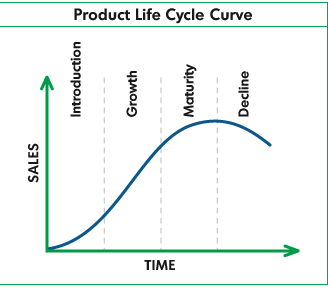 Product Life Cycle Curve
Introduction
Growth
Maturity
Decline
SALES
TIME